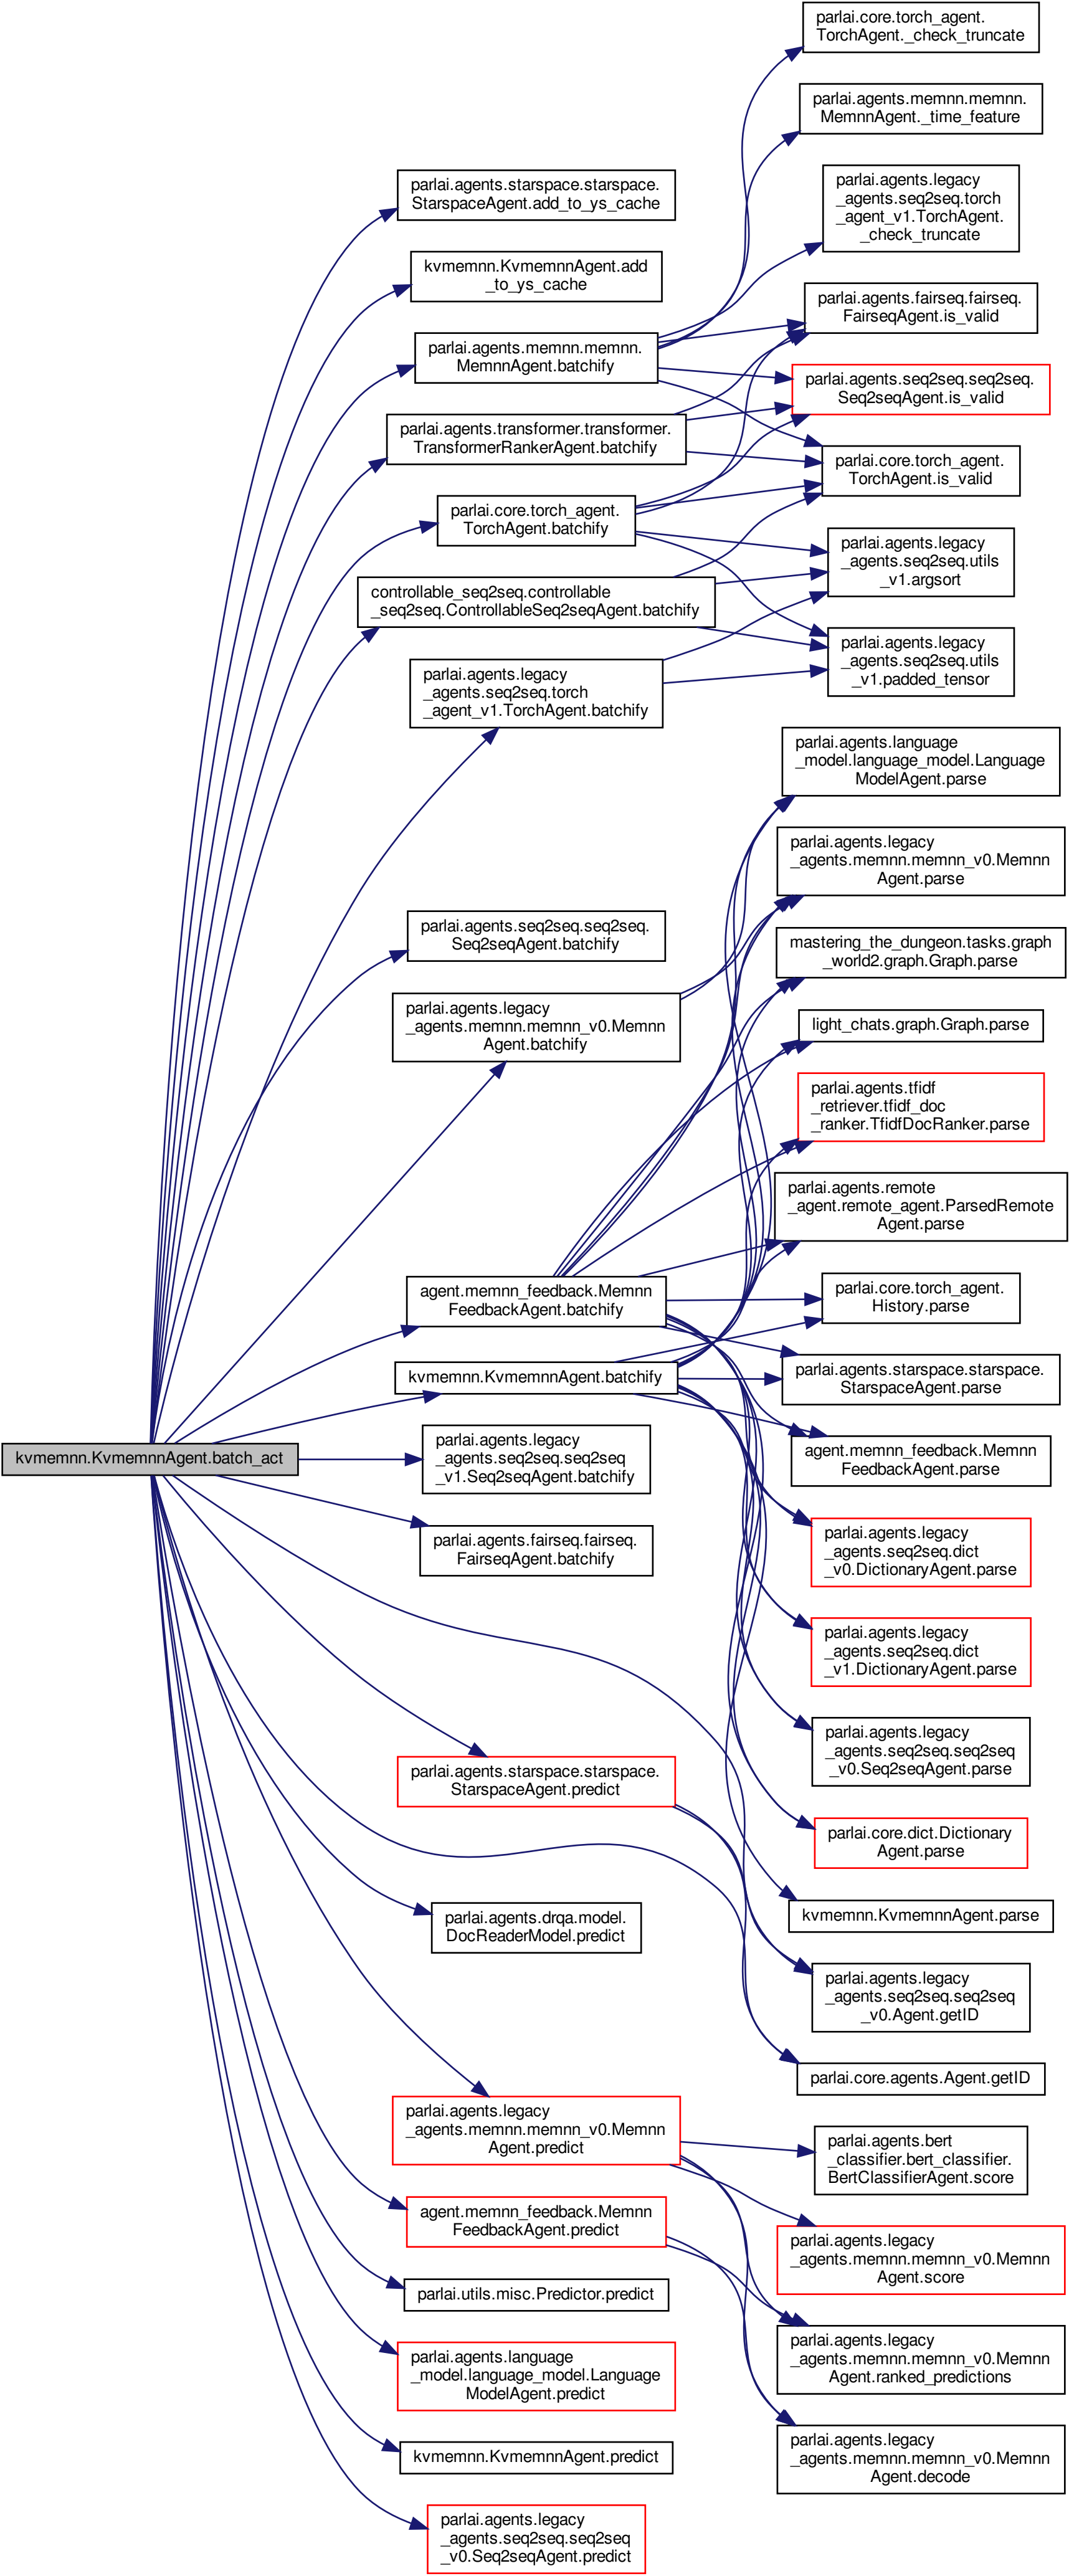 parlai.core.torch_agent.
TorchAgent._check_truncate
parlai.agents.memnn.memnn.
MemnnAgent._time_feature
parlai.agents.legacy
_agents.seq2seq.torch
_agent_v1.TorchAgent.
_check_truncate
parlai.agents.starspace.starspace.
StarspaceAgent.add_to_ys_cache
kvmemnn.KvmemnnAgent.add
_to_ys_cache
parlai.agents.fairseq.fairseq.
FairseqAgent.is_valid
parlai.agents.memnn.memnn.
MemnnAgent.batchify
parlai.agents.seq2seq.seq2seq.
Seq2seqAgent.is_valid
parlai.agents.transformer.transformer.
TransformerRankerAgent.batchify
parlai.core.torch_agent.
TorchAgent.is_valid
parlai.core.torch_agent.
TorchAgent.batchify
parlai.agents.legacy
_agents.seq2seq.utils
_v1.argsort
controllable_seq2seq.controllable
_seq2seq.ControllableSeq2seqAgent.batchify
parlai.agents.legacy
_agents.seq2seq.utils
_v1.padded_tensor
parlai.agents.legacy
_agents.seq2seq.torch
_agent_v1.TorchAgent.batchify
parlai.agents.language
_model.language_model.Language
ModelAgent.parse
parlai.agents.legacy
_agents.memnn.memnn_v0.Memnn
Agent.parse
parlai.agents.seq2seq.seq2seq.
Seq2seqAgent.batchify
mastering_the_dungeon.tasks.graph
_world2.graph.Graph.parse
parlai.agents.legacy
_agents.memnn.memnn_v0.Memnn
Agent.batchify
light_chats.graph.Graph.parse
parlai.agents.tfidf
_retriever.tfidf_doc
_ranker.TfidfDocRanker.parse
parlai.agents.remote
_agent.remote_agent.ParsedRemote
Agent.parse
agent.memnn_feedback.Memnn
FeedbackAgent.batchify
parlai.core.torch_agent.
History.parse
kvmemnn.KvmemnnAgent.batchify
parlai.agents.starspace.starspace.
StarspaceAgent.parse
kvmemnn.KvmemnnAgent.batch_act
parlai.agents.legacy
_agents.seq2seq.seq2seq
_v1.Seq2seqAgent.batchify
agent.memnn_feedback.Memnn
FeedbackAgent.parse
parlai.agents.fairseq.fairseq.
FairseqAgent.batchify
parlai.agents.legacy
_agents.seq2seq.dict
_v0.DictionaryAgent.parse
parlai.agents.legacy
_agents.seq2seq.dict
_v1.DictionaryAgent.parse
parlai.agents.legacy
_agents.seq2seq.seq2seq
_v0.Seq2seqAgent.parse
parlai.agents.starspace.starspace.
StarspaceAgent.predict
parlai.core.dict.Dictionary
Agent.parse
kvmemnn.KvmemnnAgent.parse
parlai.agents.drqa.model.
DocReaderModel.predict
parlai.agents.legacy
_agents.seq2seq.seq2seq
_v0.Agent.getID
parlai.core.agents.Agent.getID
parlai.agents.legacy
_agents.memnn.memnn_v0.Memnn
Agent.predict
parlai.agents.bert
_classifier.bert_classifier.
BertClassifierAgent.score
agent.memnn_feedback.Memnn
FeedbackAgent.predict
parlai.agents.legacy
_agents.memnn.memnn_v0.Memnn
Agent.score
parlai.utils.misc.Predictor.predict
parlai.agents.legacy
_agents.memnn.memnn_v0.Memnn
Agent.ranked_predictions
parlai.agents.language
_model.language_model.Language
ModelAgent.predict
kvmemnn.KvmemnnAgent.predict
parlai.agents.legacy
_agents.memnn.memnn_v0.Memnn
Agent.decode
parlai.agents.legacy
_agents.seq2seq.seq2seq
_v0.Seq2seqAgent.predict